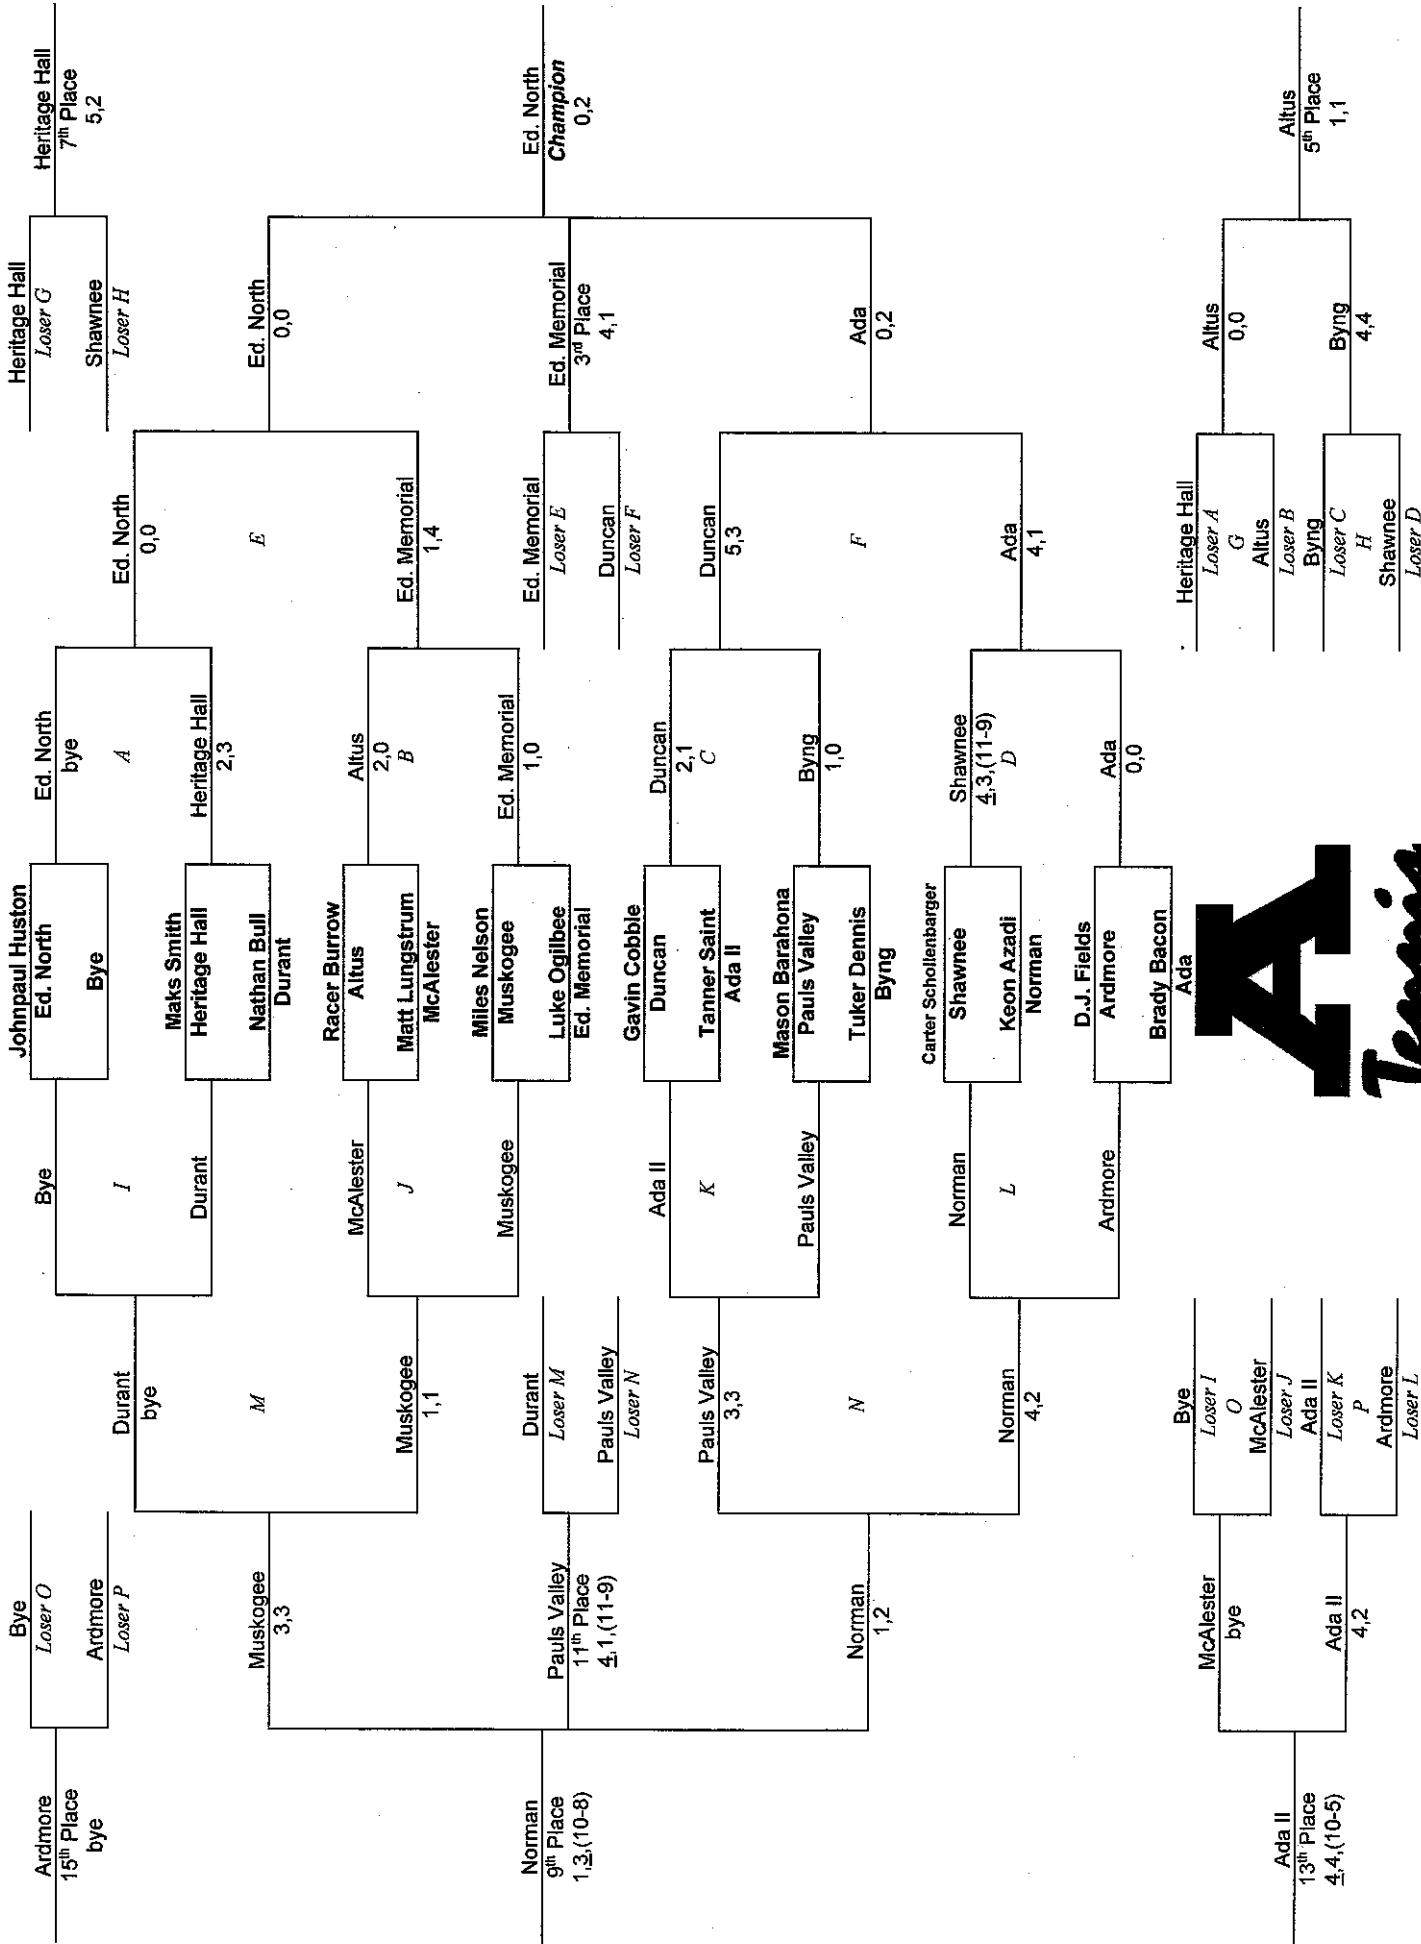 Ardmore
15th Place
bye
Norman
9th Place
1,3,(10-8)
Ada II
13th Place
4,4,(10-5)
Bye
Loser O
Ardmore
Loser P
Muskogee
3,3
Pauls Valley
11th Place
4,1,(11-9)
Norman
1,2
McAlester
bye
Ada II
4,2
Durant
bye
M
Muskogee
1,1
Durant
Loser M
Pauls Valley
Loser N
Pauls Valley
3,3
N
Norman
4,2
Bye
Loser I
O
McAlester
Loser J
Ada II
Loser K
P
Ardmore
Loser L
Bye
I
Durant
McAlester
J
Muskogee
Ada II
K
Pauls Valley
Norman
L
Ardmore
Johnpaul Huston
Ed. North
Bye
Maks Smith
Heritage Hall
Nathan Bull
Durant
Racer Burrow
Altus
Matt Lungstrum
McAlester
Miles Nelson
Muskogee
Luke Ogilbee
Ed. Memorial
Gavin Cobble
Duncan
Tanner Saint
Ada II
Mason Barahona
Pauls Valley
Tuker Dennis
Byng
Carter Schollenbarger
Shawnee
Keon Azadi
Norman
D.J. Fields
Ardmore
Brady Bacon
Ada
A
Tennis
Ed. North
bye
A
Heritage Hall
2,3
Altus
2,0
B
Ed. Memorial
1,0
Duncan
2,1
C
Byng
1,0
Shawnee
4,3,(11-9)
D
Ada
0,0
Ed. North
0,0
E
Ed. Memorial
1,4
Ed. Memorial
Loser E
Duncan
Loser F
Duncan
5,3
F
Ada
4,1
Heritage Hall
Loser A
G
Altus
Loser B
Byng
Loser C
H
Shawnee
Loser D
Heritage Hall
Loser G
Shawnee
Loser H
Ed. North
0,0
Ed. Memorial
3rd Place
4,1
Ada
0,2
Altus
0,0
Byng
4,4
Heritage Hall
7th Place
5,2
Ed. North
Champion
0,2
Altus
5th Place
1,1